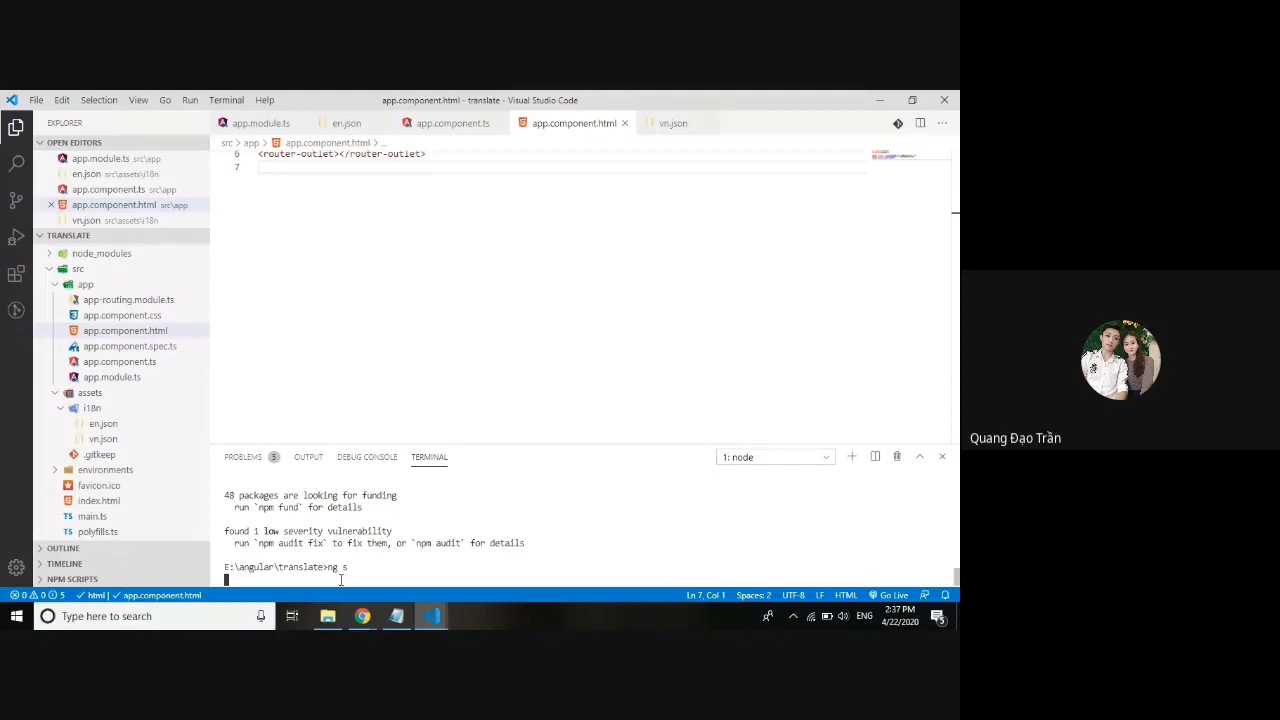 File Edit Selection View Go Run Terminal Help
app.component.html - translate - Visual Studio Code
EXPLORER
OPEN EDITORS
app.module.ts src\app
en.json src\assets\i18n
app.component.ts src\app
app.component.html src\app
vn.json src\assets\i18n
TRANSLATE
node_modules
src
app
app-routing.module.ts
app.component.css
app.component.html
app.component.spec.ts
app.component.ts
app.module.ts
assets
i18n
en.json
vn.json
.gitkeep
environments
favicon.ico
index.html
main.ts
polyfills.ts
OUTLINE
TIMELINE
NPM SCRIPTS
app.module.ts en.json app.component.ts app.component.html vn.json
src > app > app.component.html > ...
6 <router-outlet></router-outlet>
7
PROBLEMS 5 OUTPUT DEBUG CONSOLE TERMINAL 1: node
48 packages are looking for funding
run `npm fund` for details
found 1 low severity vulnerability
run `npm audit fix` to fix them, or `npm audit` for details
E:\angular\translate>ng s
0 0 5 html | app.component.html Ln 7, Col 1 Spaces: 2 UTF-8 LF HTML Go Live
Type here to search
ENG
2:37 PM
4/22/2020
5
Quang Đạo Trần